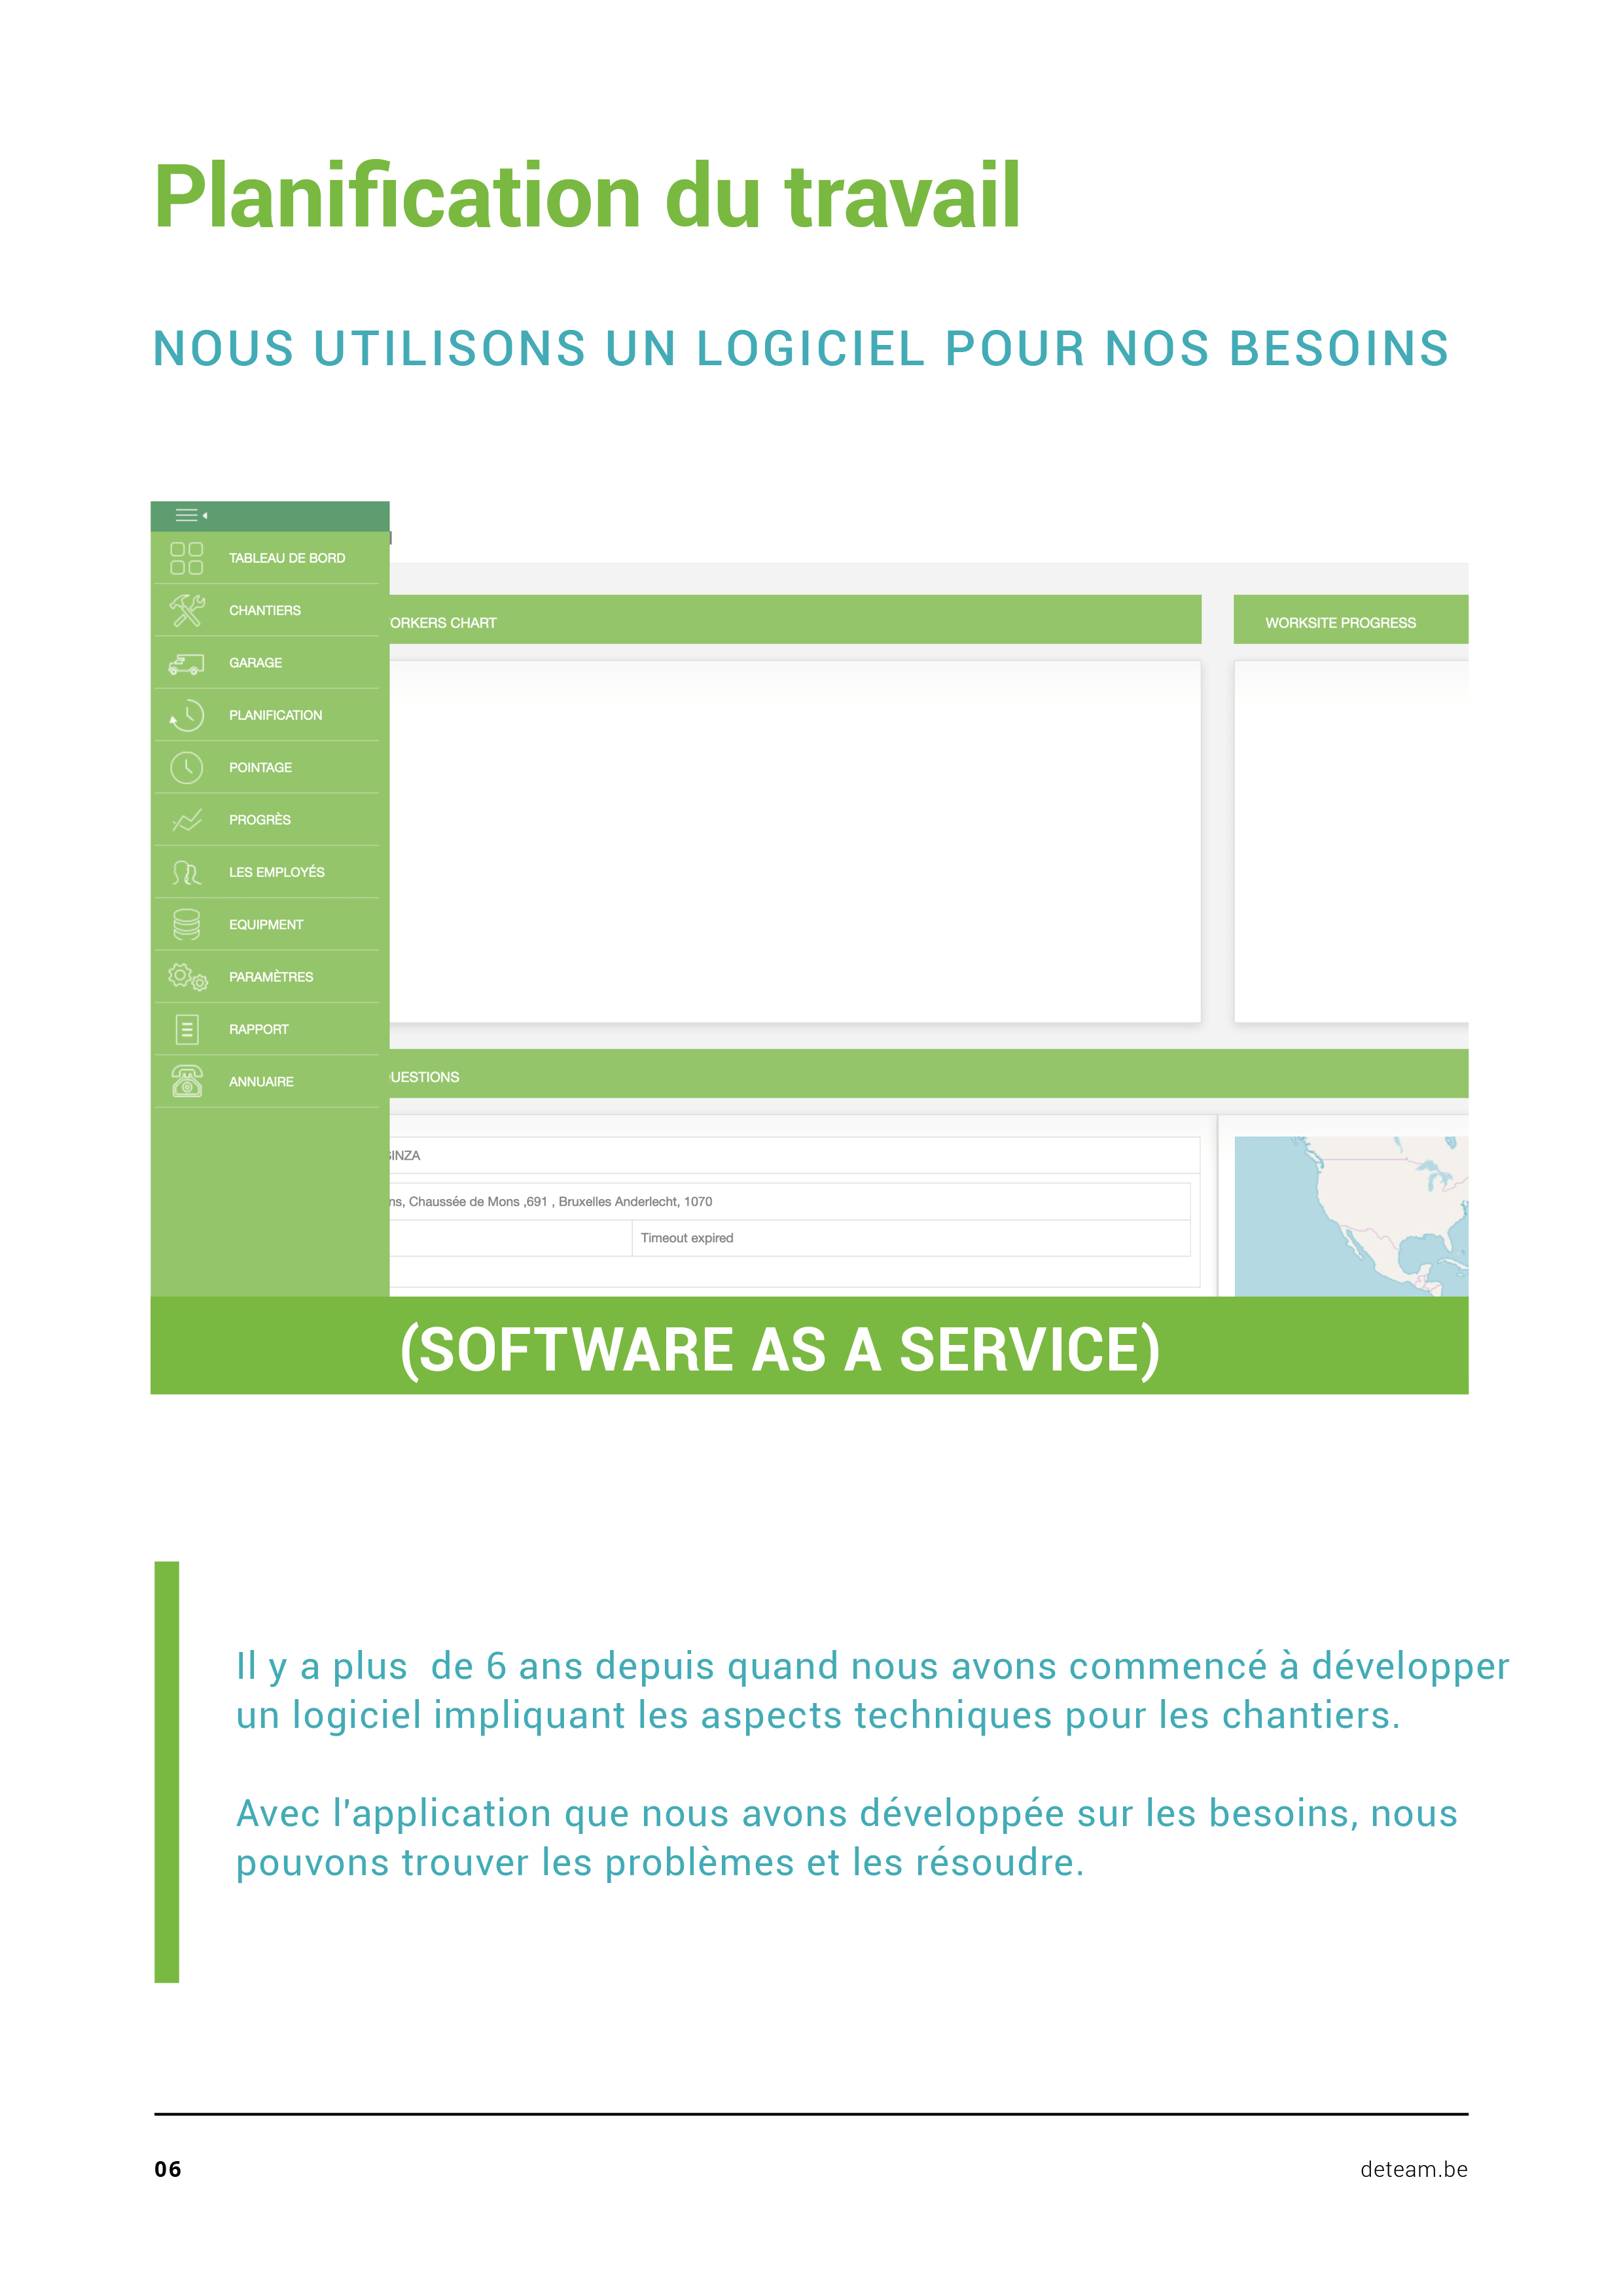 Planification du travail
NOUS UTILISONS UN LOGICIEL POUR NOS BESOINS
TABLEAU DE BORD
CHANTIERS
GARAGE
PLANIFICATION
POINTAGE
PROGRÈS
LES EMPLOYÉS
EQUIPMENT
PARAMÈTRES
RAPPORT
ANNUAIRE
ORKERS CHART
WORKSITE PROGRESS
UESTIONS
INZA
ns, Chaussée de Mons ,691 , Bruxelles Anderlecht, 1070
Timeout expired
(SOFTWARE AS A SERVICE)
Il y a plus de 6 ans depuis quand nous avons commencé à développer
un logiciel impliquant les aspects techniques pour les chantiers.
Avec l'application que nous avons développée sur les besoins, nous
pouvons trouver les problèmes et les résoudre.
06
deteam.be